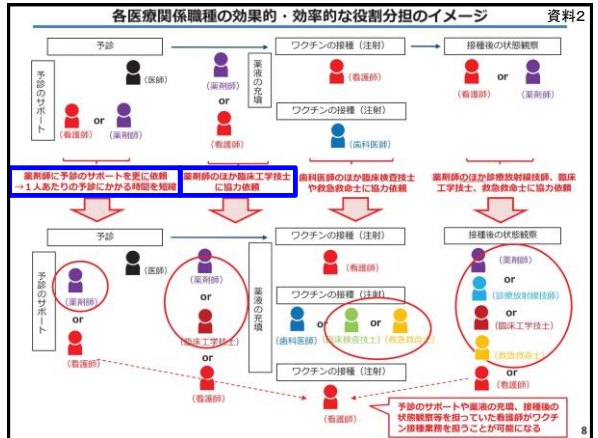 各医療関係職種の効果的・効率的な役割分担のイメージ
資料2
予診
ワクチンの接種（注射）
接種後の状態観察
予診のサポート
(医師)
(薬剤師)
薬液の充填
(看護師)
(看護師)
or
(薬剤師)
(看護師)
or
(薬剤師)
or
(看護師)
ワクチンの接種（注射）
(歯科医師)
薬剤師に予診のサポートを更に依頼
→1人あたりの予診にかかる時間を短縮
薬剤師のほか臨床工学技士
に協力依頼
歯科医師のほか臨床検査技士
や救急救命士に協力依頼
薬剤師のほか診療放射線技師、臨床
工学技士、救急救命士に協力依頼
予診
ワクチンの接種（注射）
接種後の状態観察
予診のサポート
(医師)
(薬剤師)
or
(看護師)
(薬剤師)
or
(臨床工学技士)
or
(看護師)
薬液の充填
(看護師)
ワクチンの接種（注射）
(歯科医師)
or
(臨床検査技士)
or
(救急救命士)
ワクチンの接種（注射）
(看護師)
(薬剤師)
or
(診療放射線技師)
or
(臨床工学技士)
or
(救急救命士)
or
(看護師)
予診のサポートや薬液の充填、接種後の
状態観察等を担っていた看護師がワクチ
ン接種業務を担うことが可能になる
8